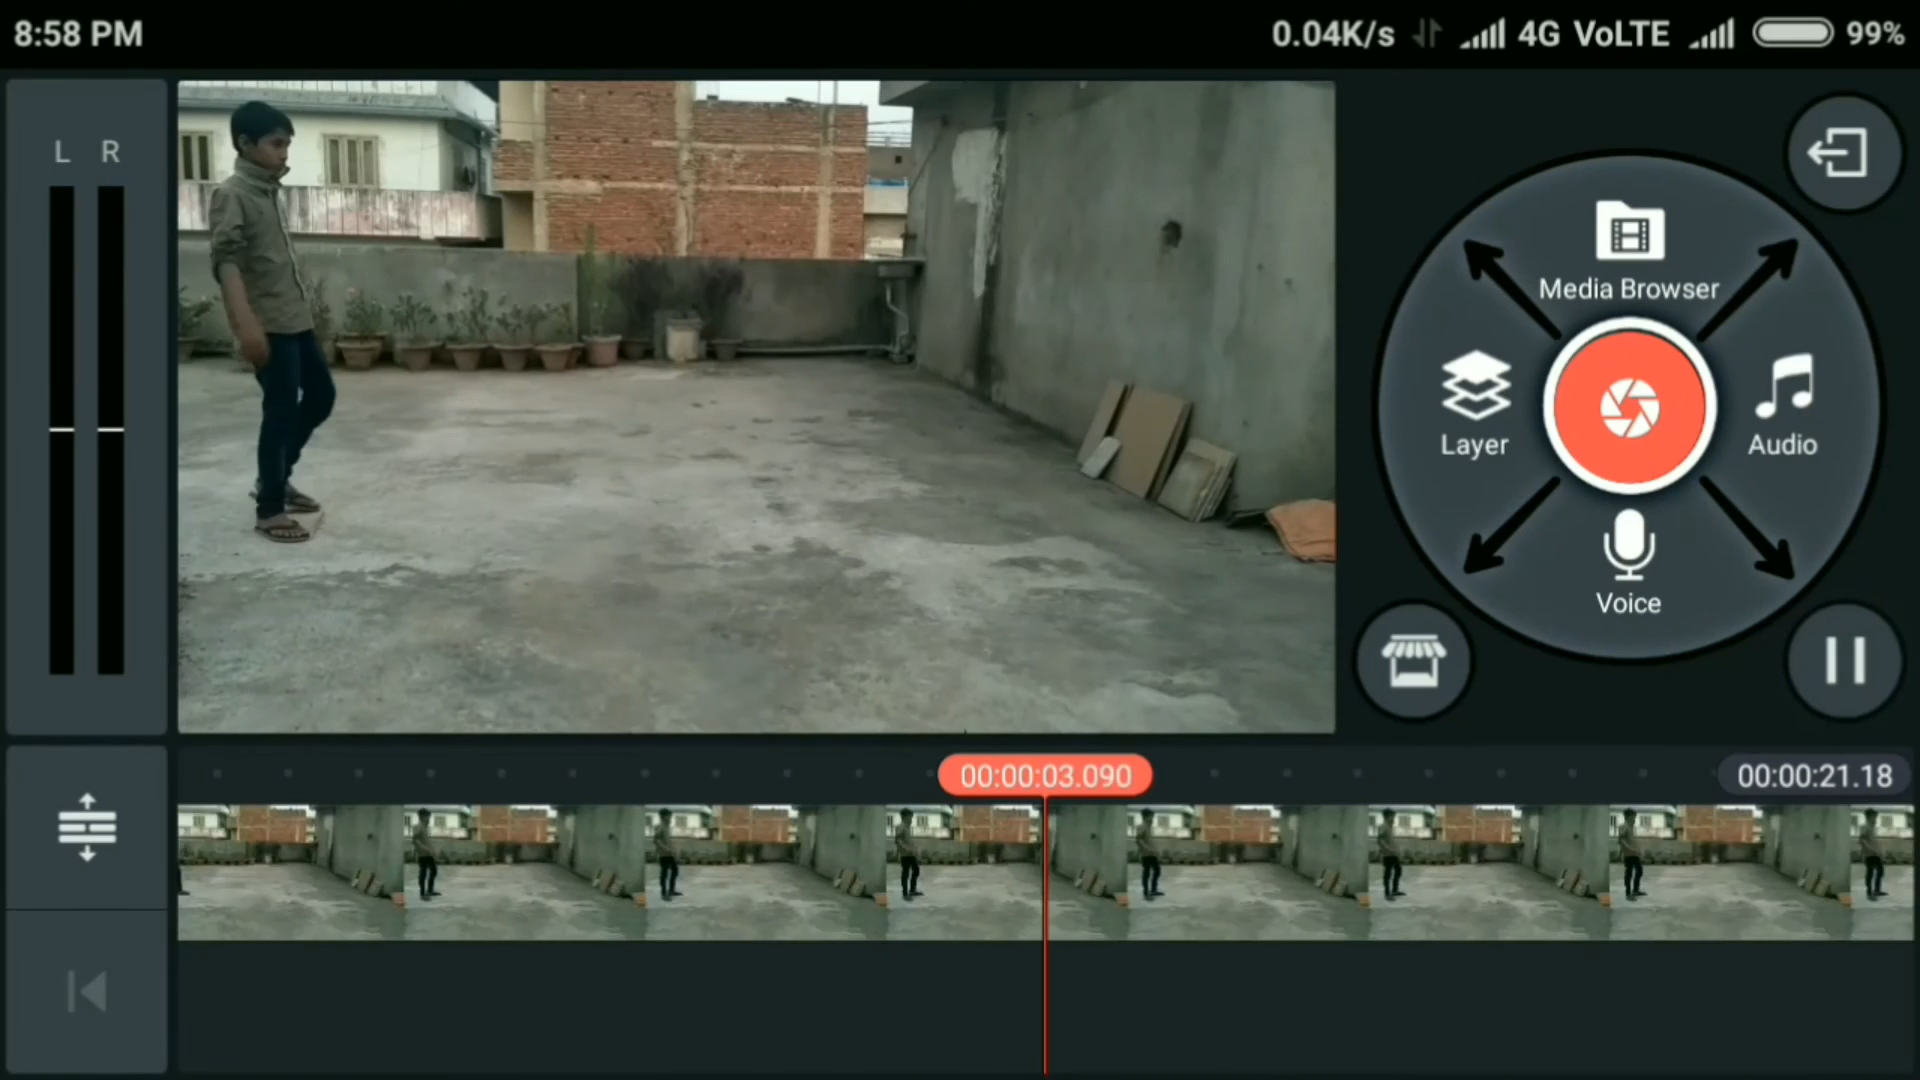 8:58 PM
0.04K/s 4G VoLTE 99%
L R
Media Browser
Layer
Audio
Voice
00:00:03.090
00:00:21.18